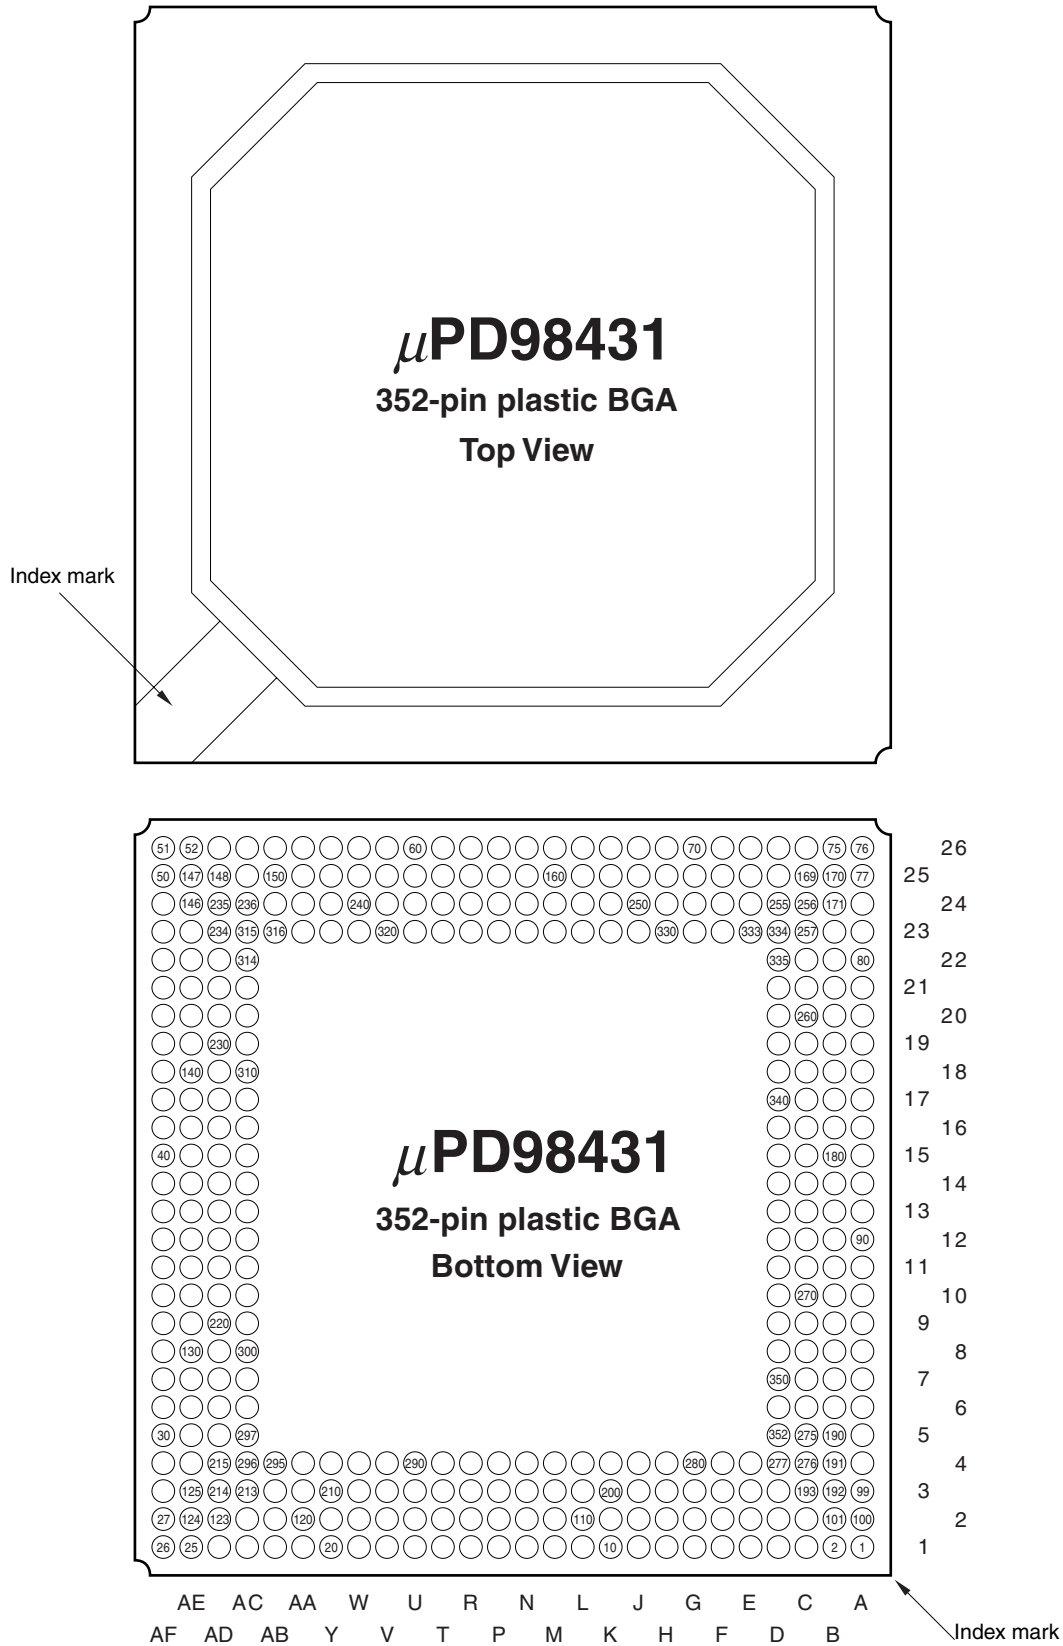 μPD98431
352-pin plastic BGA
Top View
Index mark
51 52 60 70 75 76 26
50 147 148 150 160 169 170 77 25
146 235 236 240 250 255 256 171 24
234 315 316 320 330 333 334 257 23
314 335 80 22
21
260 20
230 19
140 310 18
340 17
16
40 180 15
14
13
90 12
11
270 10
220 9
130 300 8
350 7
6
30 297 352 275 190 5
215 296 295 290 280 277 276 191 4
125 214 213 210 200 193 192 99 3
27 124 123 120 110 101 100 2
26 25 20 10 2 1 1
μPD98431
352-pin plastic BGA
Bottom View
AE AC AA W U R N L J G E C A
AF AD AB Y V T P M K H F D B
Index mark